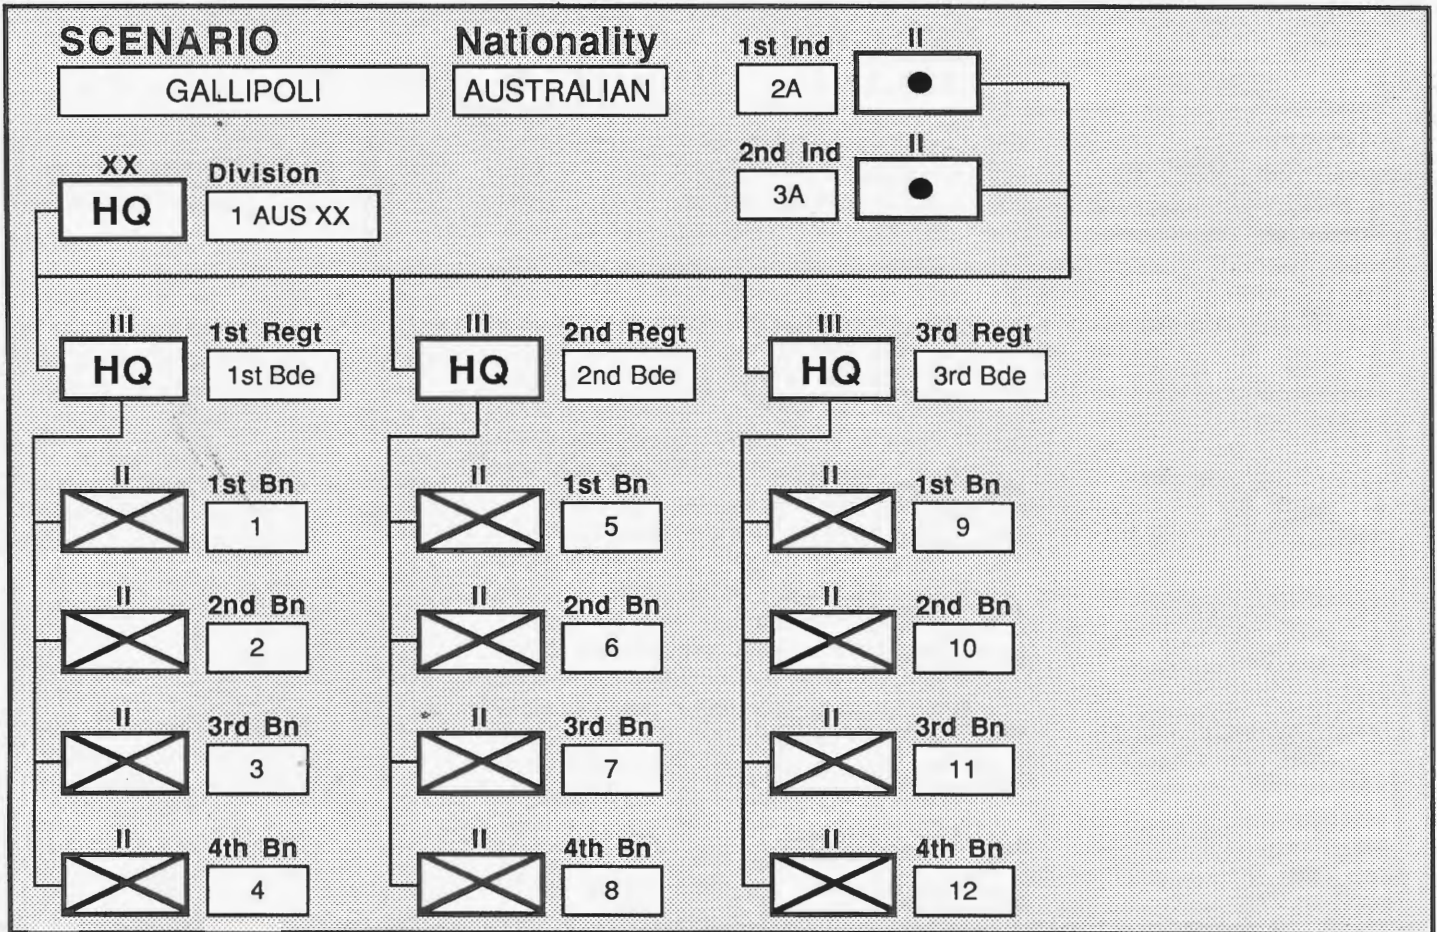 SCENARIO
Nationality
1st Ind
II
GALLIPOLI
AUSTRALIAN
2A
2nd Ind
II
XX
Division
HQ
1 AUS XX
3A
III
1st Regt
III
2nd Regt
III
3rd Regt
HQ
1st Bde
HQ
2nd Bde
HQ
3rd Bde
II
1st Bn
II
1st Bn
II
1st Bn
1
5
9
II
2nd Bn
II
2nd Bn
II
2nd Bn
2
6
10
II
3rd Bn
II
3rd Bn
II
3rd Bn
3
7
11
II
4th Bn
II
4th Bn
II
4th Bn
4
8
12